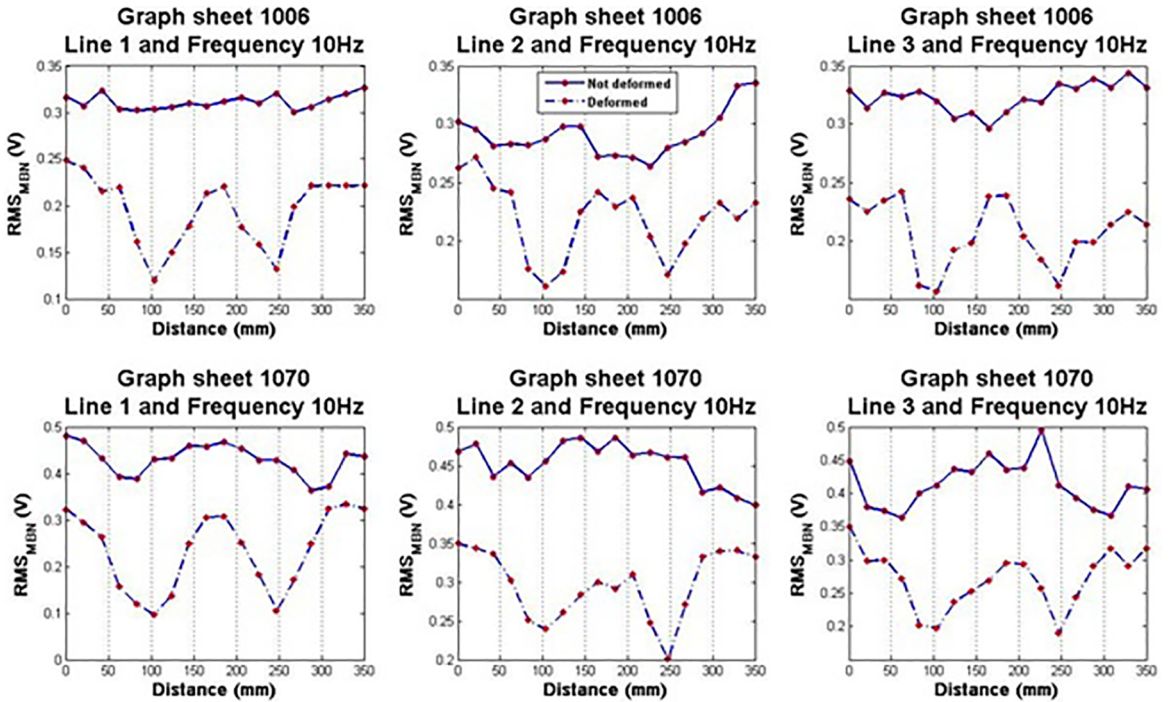 Graph sheet 1006
Line 1 and Frequency 10Hz
0.35
0.3
0.25
0.2
0.15
0.1
RMS_MBN (V)
0 50 100 150 200 250 300 350
Distance (mm)
Graph sheet 1006
Line 2 and Frequency 10Hz
Not deformed
Deformed
0.35
0.3
0.25
0.2
RMS_MBN (V)
0 50 100 150 200 250 300 350
Distance (mm)
Graph sheet 1006
Line 3 and Frequency 10Hz
0.35
0.3
0.25
0.2
RMS_MBN (V)
0 50 100 150 200 250 300 350
Distance (mm)
Graph sheet 1070
Line 1 and Frequency 10Hz
0.5
0.4
0.3
0.2
0.1
0
RMS_MBN (V)
0 50 100 150 200 250 300 350
Distance (mm)
Graph sheet 1070
Line 2 and Frequency 10Hz
0.5
0.45
0.4
0.35
0.3
0.25
0.2
RMS_MBN (V)
0 50 100 150 200 250 300 350
Distance (mm)
Graph sheet 1070
Line 3 and Frequency 10Hz
0.5
0.45
0.4
0.35
0.3
0.25
0.2
RMS_MBN (V)
0 50 100 150 200 250 300 350
Distance (mm)